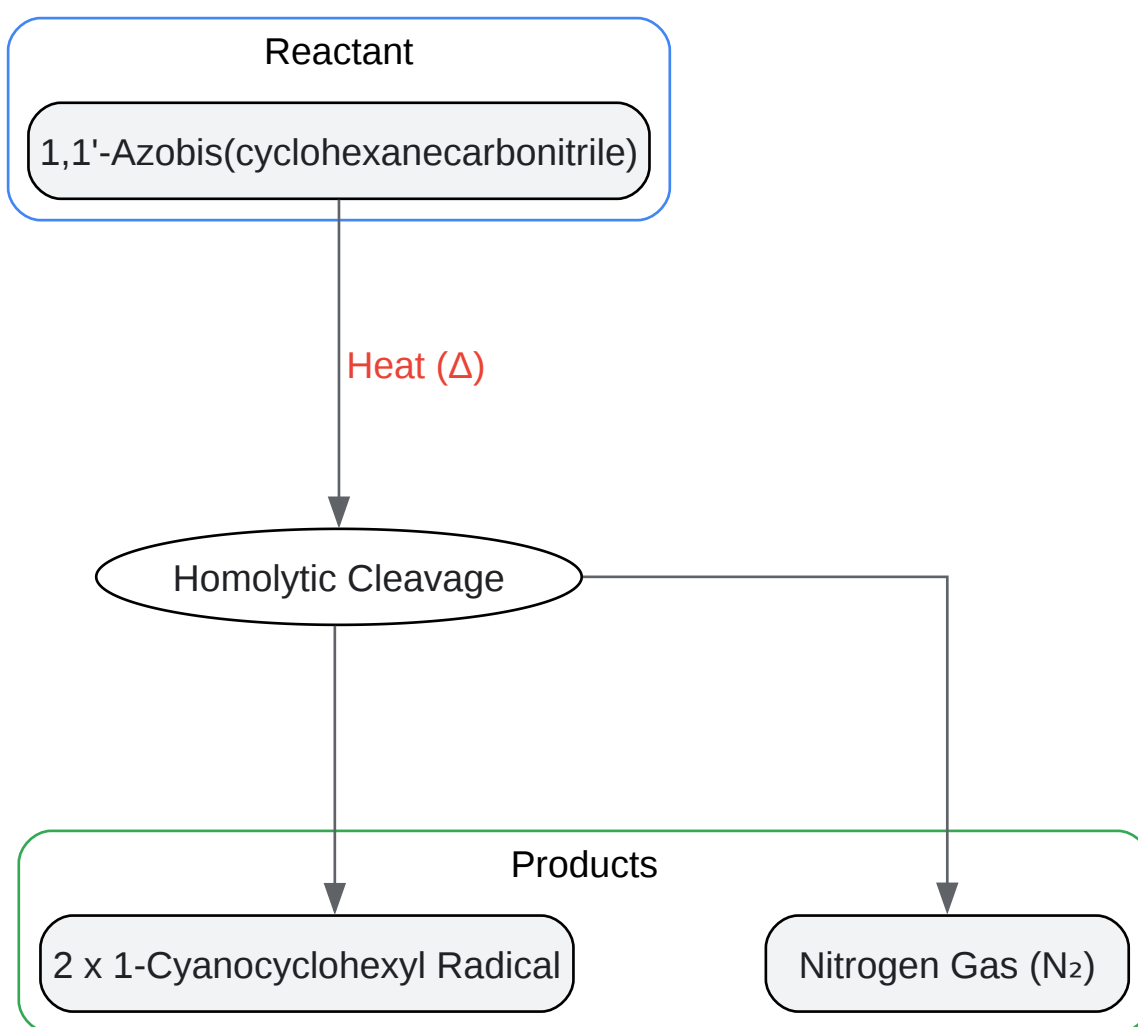 Reactant
1,1'-Azobis(cyclohexanecarbonitrile)
Heat (Δ)
Homolytic Cleavage
Products
2 x 1-Cyanocyclohexyl Radical
Nitrogen Gas (N₂)